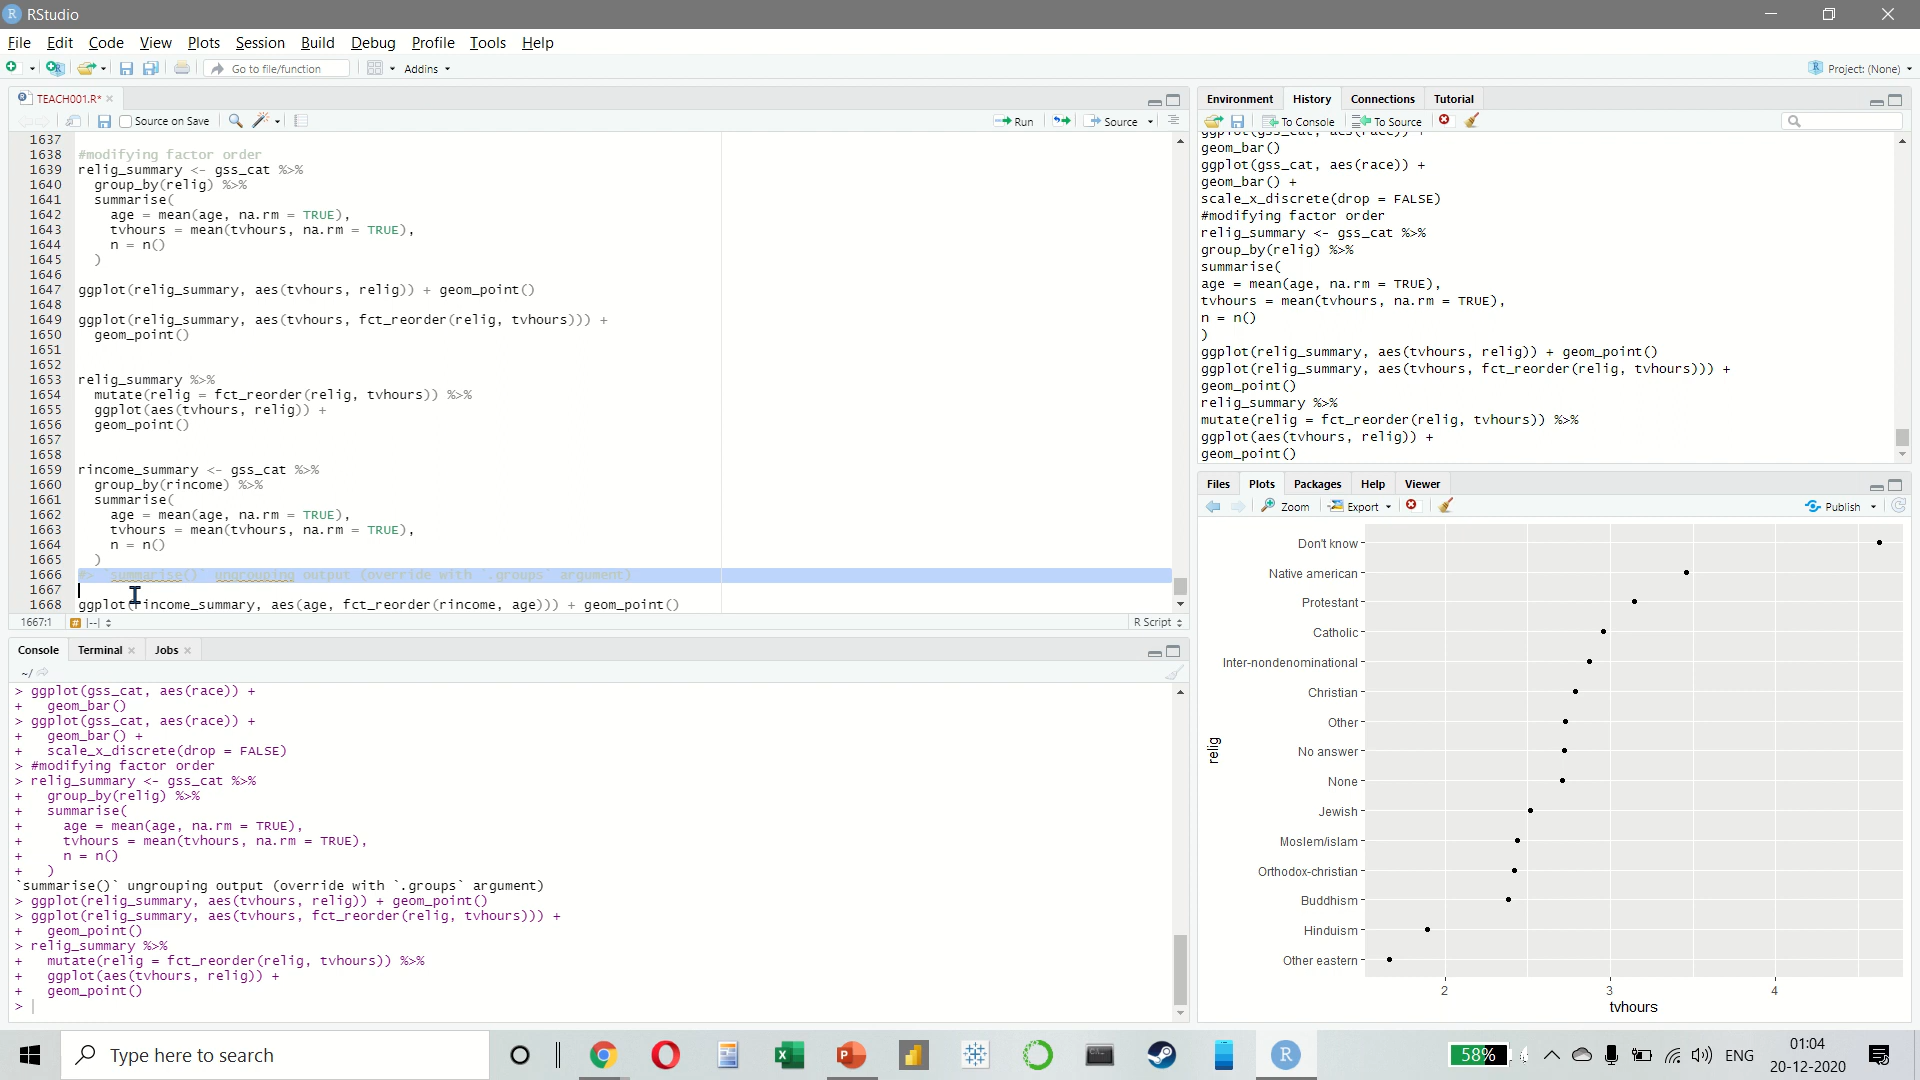 RStudio
File Edit Code View Plots Session Build Debug Profile Tools Help
Go to file/function Addins Project: (None)
TEACH001.R*
Source on Save Run Source
1637
1638 #modifying factor order
1639 relig_summary <- gss_cat %>%
1640 group_by(relig) %>%
1641 summarise(
1642 age = mean(age, na.rm = TRUE),
1643 tvhours = mean(tvhours, na.rm = TRUE),
1644 n = n()
1645 )
1646
1647 ggplot(relig_summary, aes(tvhours, relig)) + geom_point()
1648
1649 ggplot(relig_summary, aes(tvhours, fct_reorder(relig, tvhours))) +
1650 geom_point()
1651
1652
1653 relig_summary %>%
1654 mutate(relig = fct_reorder(relig, tvhours)) %>%
1655 ggplot(aes(tvhours, relig)) +
1656 geom_point()
1657
1658
1659 rincome_summary <- gss_cat %>%
1660 group_by(rincome) %>%
1661 summarise(
1662 age = mean(age, na.rm = TRUE),
1663 tvhours = mean(tvhours, na.rm = TRUE),
1664 n = n()
1665 )
1666 #> `summarise()` ungrouping output (override with `.groups` argument)
1667
1668 ggplot(rincome_summary, aes(age, fct_reorder(rincome, age))) + geom_point()
1667:1 R Script
Console Terminal Jobs
~/
> ggplot(gss_cat, aes(race)) +
+ geom_bar()
> ggplot(gss_cat, aes(race)) +
+ geom_bar() +
+ scale_x_discrete(drop = FALSE)
> #modifying factor order
> relig_summary <- gss_cat %>%
+ group_by(relig) %>%
+ summarise(
+ age = mean(age, na.rm = TRUE),
+ tvhours = mean(tvhours, na.rm = TRUE),
+ n = n()
+ )
`summarise()` ungrouping output (override with `.groups` argument)
> ggplot(relig_summary, aes(tvhours, relig)) + geom_point()
> ggplot(relig_summary, aes(tvhours, fct_reorder(relig, tvhours))) +
+ geom_point()
> relig_summary %>%
+ mutate(relig = fct_reorder(relig, tvhours)) %>%
+ ggplot(aes(tvhours, relig)) +
+ geom_point()
>
Environment History Connections Tutorial
To Console To Source
ggplot(gss_cat, aes(race)) +
geom_bar()
ggplot(gss_cat, aes(race)) +
geom_bar() +
scale_x_discrete(drop = FALSE)
#modifying factor order
relig_summary <- gss_cat %>%
group_by(relig) %>%
summarise(
age = mean(age, na.rm = TRUE),
tvhours = mean(tvhours, na.rm = TRUE),
n = n()
)
ggplot(relig_summary, aes(tvhours, relig)) + geom_point()
ggplot(relig_summary, aes(tvhours, fct_reorder(relig, tvhours))) +
geom_point()
relig_summary %>%
mutate(relig = fct_reorder(relig, tvhours)) %>%
ggplot(aes(tvhours, relig)) +
geom_point()
Files Plots Packages Help Viewer
Zoom Export Publish
Don't know
Native american
Protestant
Catholic
Inter-nondenominational
Christian
Other
No answer
None
Jewish
Moslem/islam
Orthodox-christian
Buddhism
Hinduism
Other eastern
relig
2 3 4
tvhours
Type here to search
58% ENG 01:04
20-12-2020